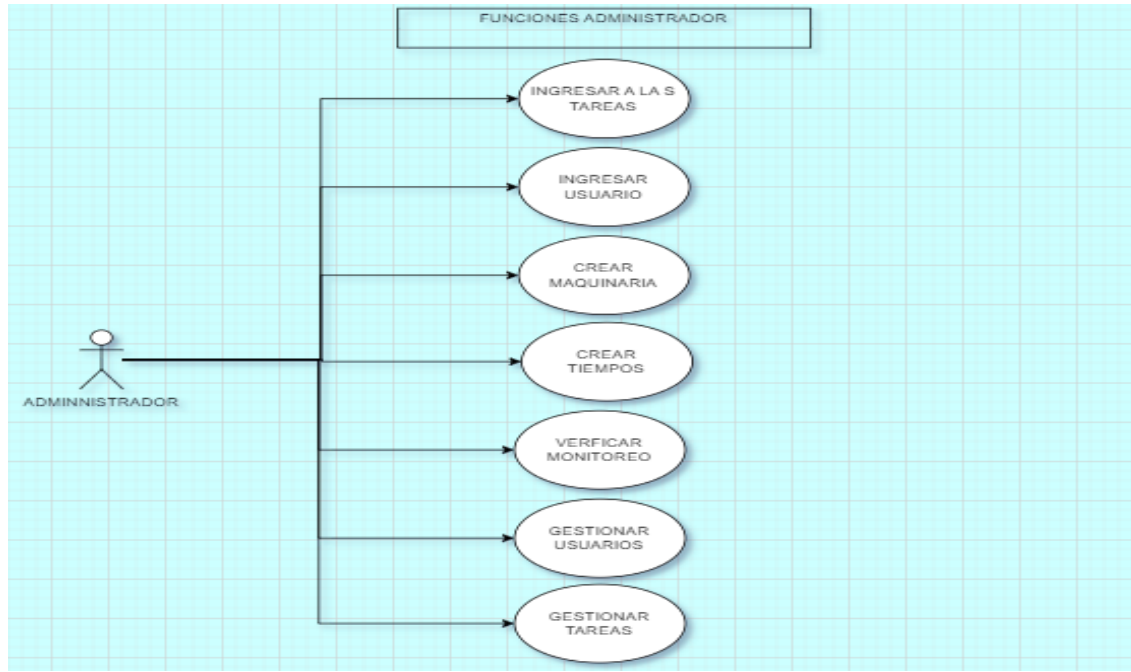 FUNCIONES ADMINISTRADOR
INGRESAR A LA S
TAREAS
INGRESAR
USUARIO
CREAR
MAQUINARIA
CREAR
TIEMPOS
ADMINNISTRADOR
VERFICAR
MONITOREO
GESTIONAR
USUARIOS
GESTIONAR
TAREAS